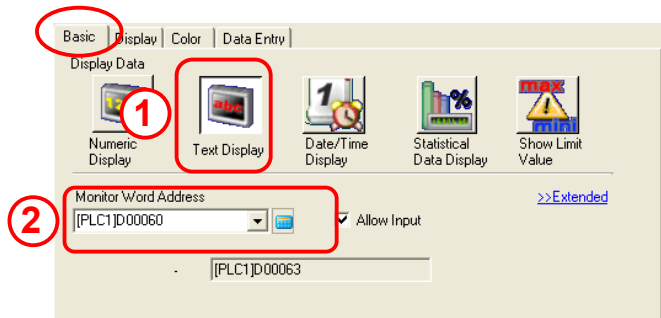 Basic Display Color Data Entry
Display Data
1
Numeric Display
Text Display
abc
1
Date/Time Display
%
Statistical Data Display
max
mini
Show Limit Value
2
Monitor Word Address
>>Extended
[PLC1]D00060
Allow Input
-
[PLC1]D00063